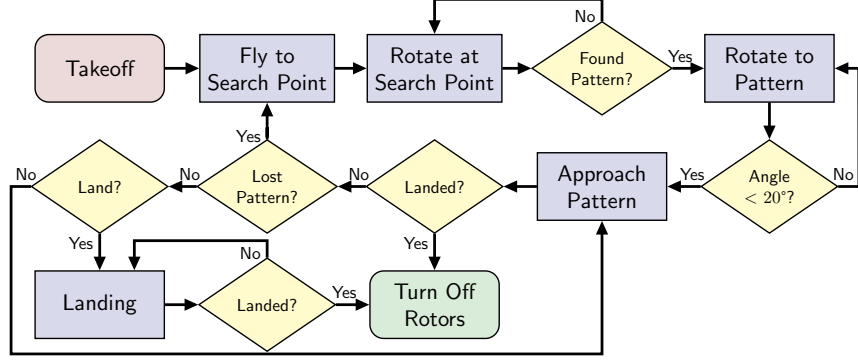 No
Takeoff
Fly to
Search Point
Rotate at
Search Point
Found
Pattern?
Yes
Rotate to
Pattern
Yes
No
Land?
No
Lost
Pattern?
No
Landed?
Approach
Pattern
Yes
Angle
< 20°?
No
Yes
Landing
No
Landed?
Yes
Yes
Turn Off
Rotors